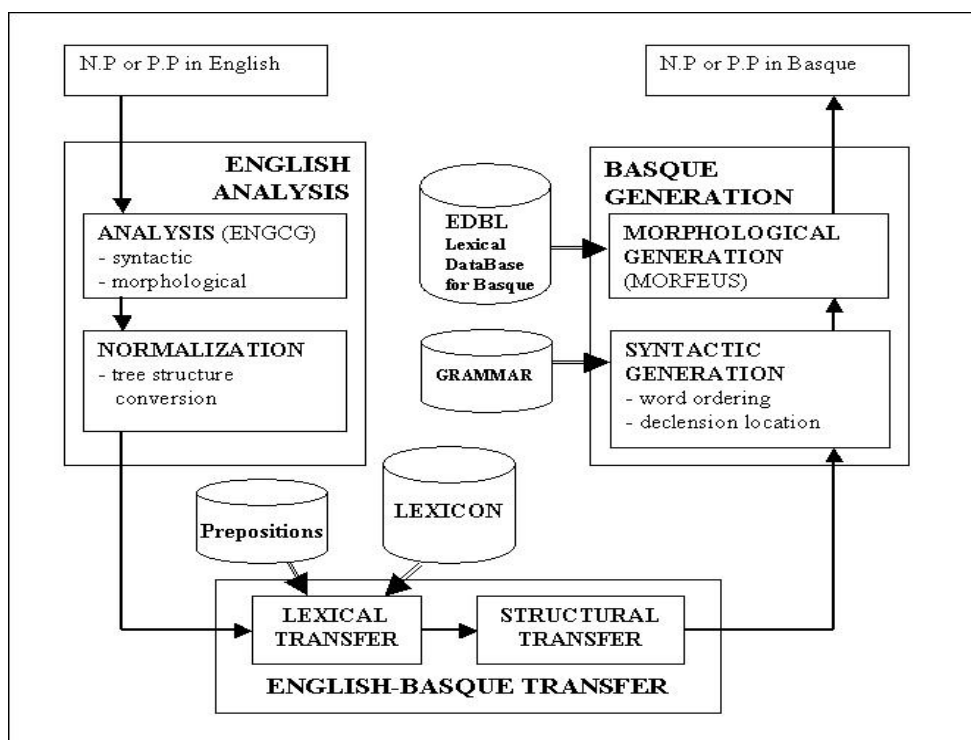 N.P or P.P in English
N.P or P.P in Basque
ENGLISH
ANALYSIS
ANALYSIS (ENGCG)
- syntactic
- morphological
NORMALIZATION
- tree structure
conversion
EDBL
Lexical
DataBase
for Basque
GRAMMAR
BASQUE
GENERATION
MORPHOLOGICAL
GENERATION
(MORFEUS)
SYNTACTIC
GENERATION
- word ordering
- declension location
Prepositions
LEXICON
LEXICAL
TRANSFER
STRUCTURAL
TRANSFER
ENGLISH-BASQUE TRANSFER